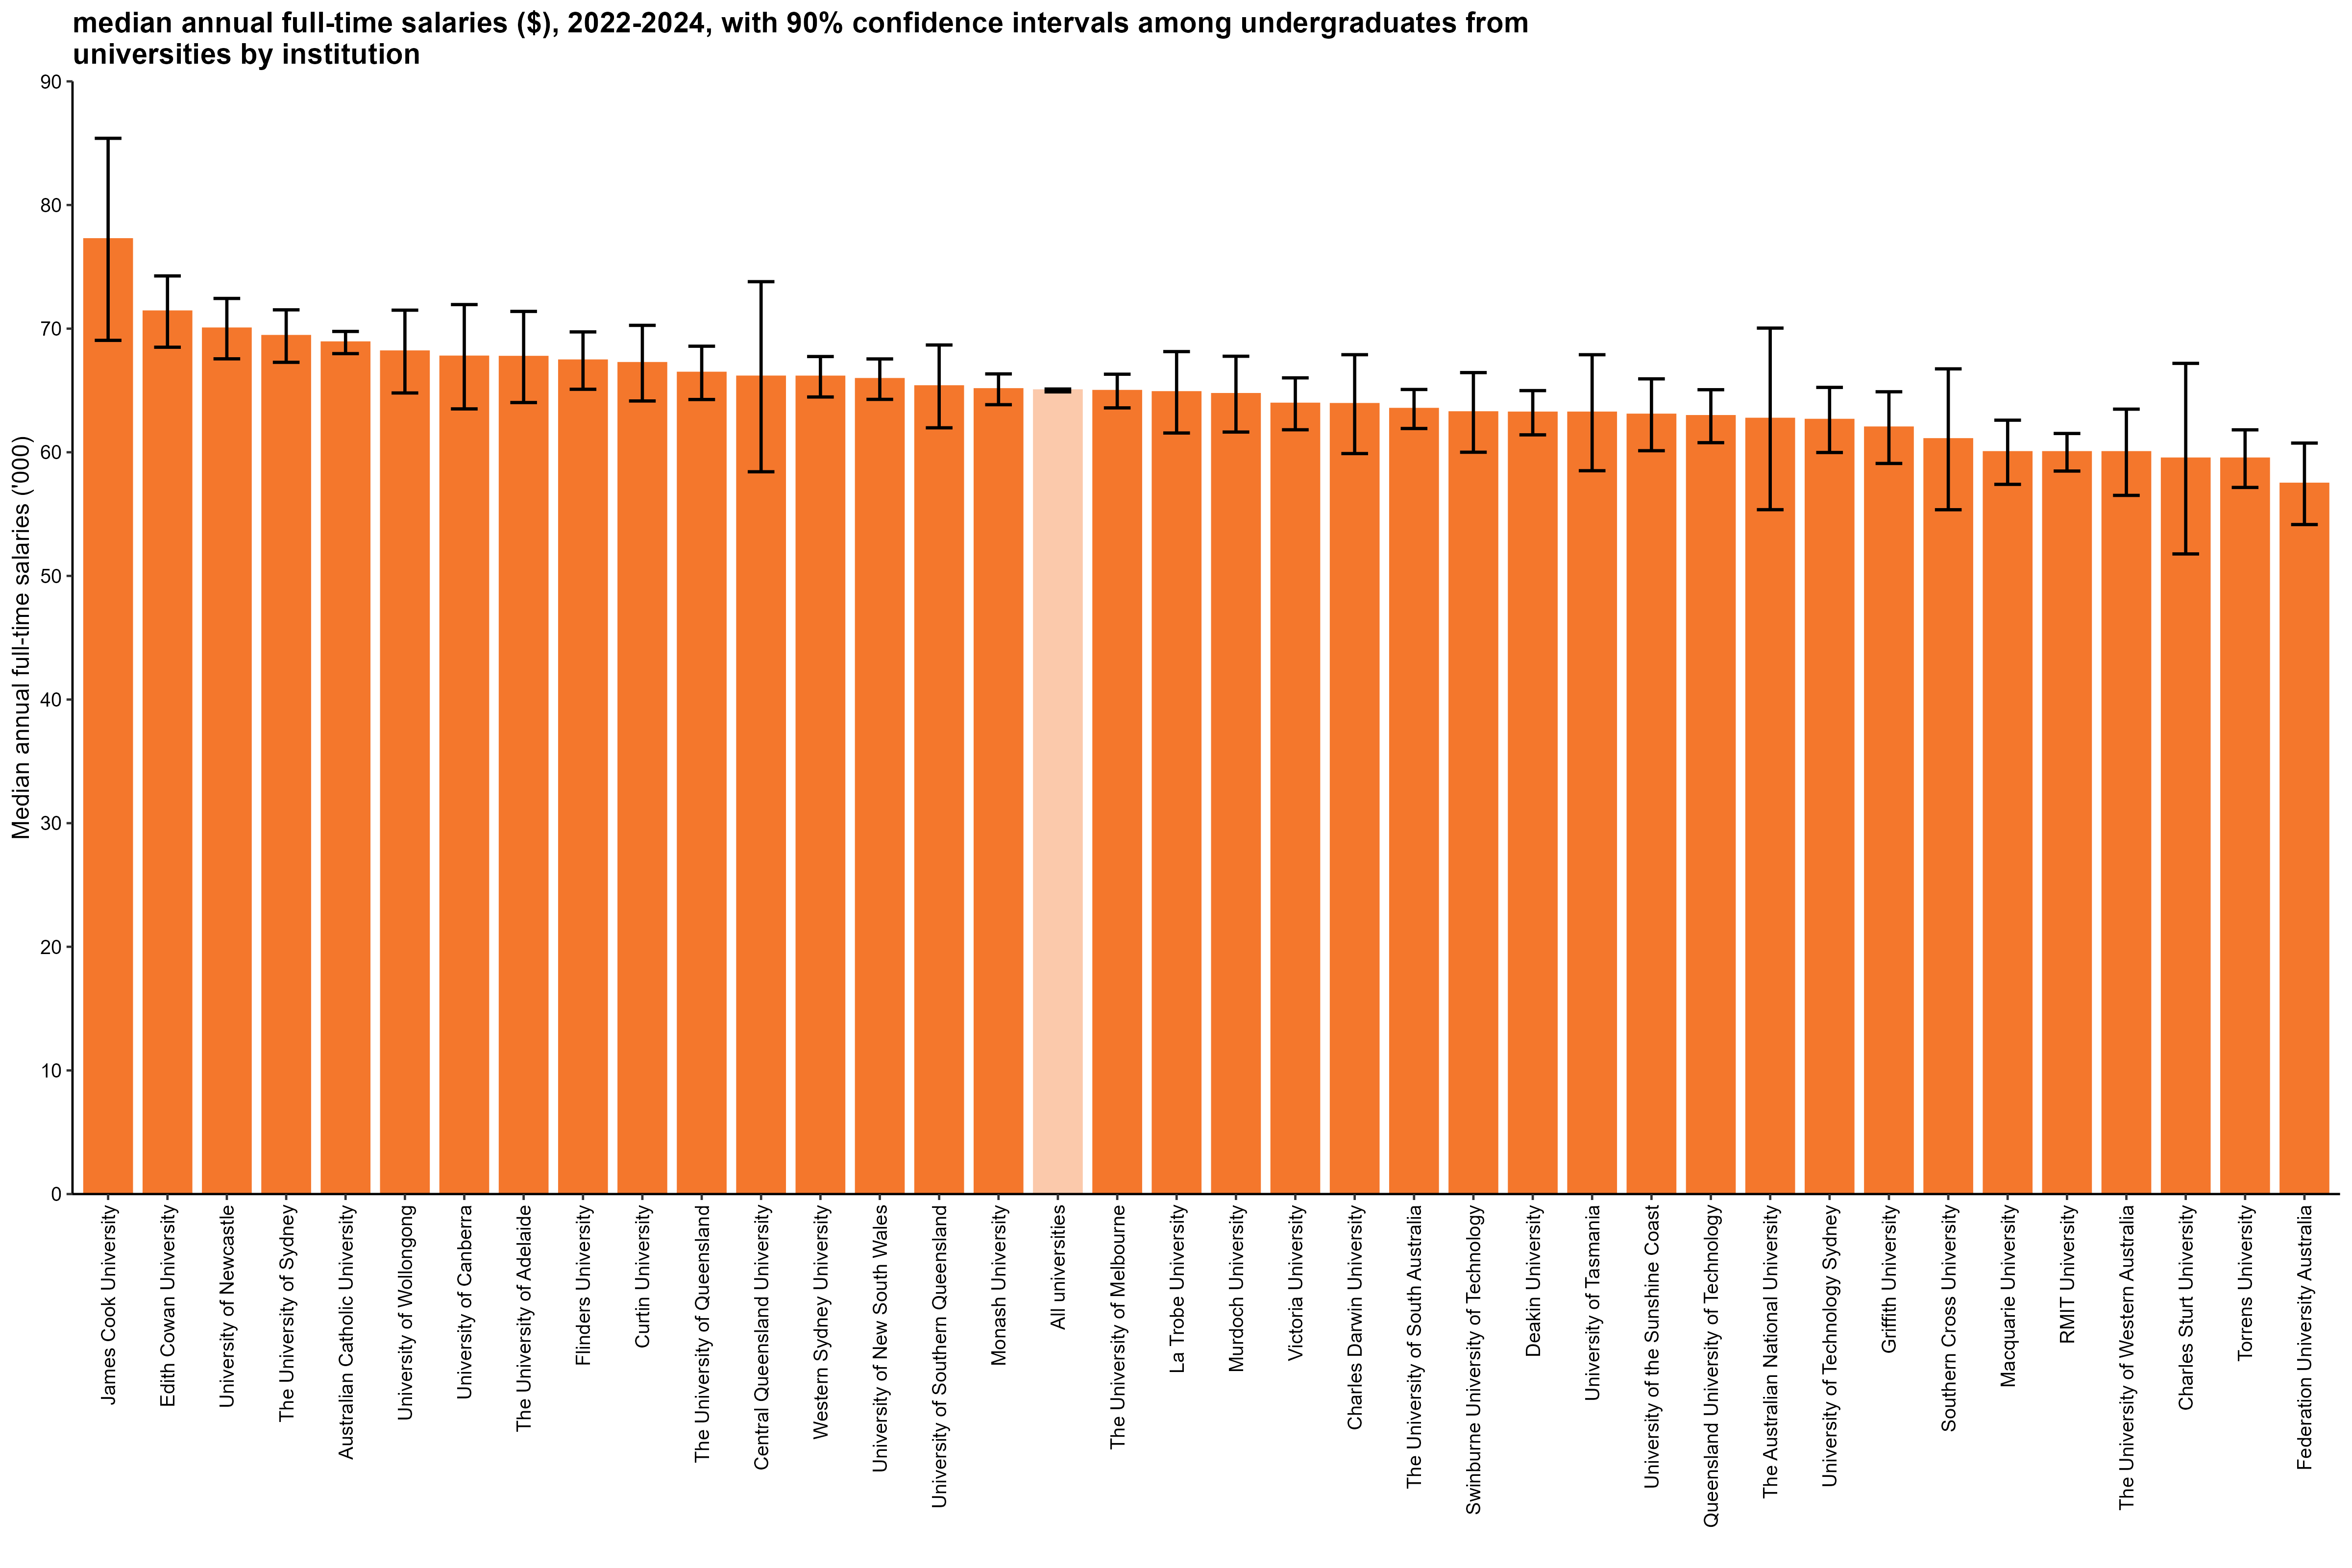 median annual full-time salaries ($), 2022-2024, with 90% confidence intervals among undergraduates from
universities by institution
Median annual full-time salaries ('000)
90
80
70
60
50
40
30
20
10
0
James Cook University
Edith Cowan University
University of Newcastle
The University of Sydney
Australian Catholic University
University of Wollongong
University of Canberra
The University of Adelaide
Flinders University
Curtin University
The University of Queensland
Central Queensland University
Western Sydney University
University of New South Wales
University of Southern Queensland
Monash University
All universities
The University of Melbourne
La Trobe University
Murdoch University
Victoria University
Charles Darwin University
The University of South Australia
Swinburne University of Technology
Deakin University
University of Tasmania
University of the Sunshine Coast
Queensland University of Technology
The Australian National University
University of Technology Sydney
Griffith University
Southern Cross University
Macquarie University
RMIT University
The University of Western Australia
Charles Sturt University
Torrens University
Federation University Australia